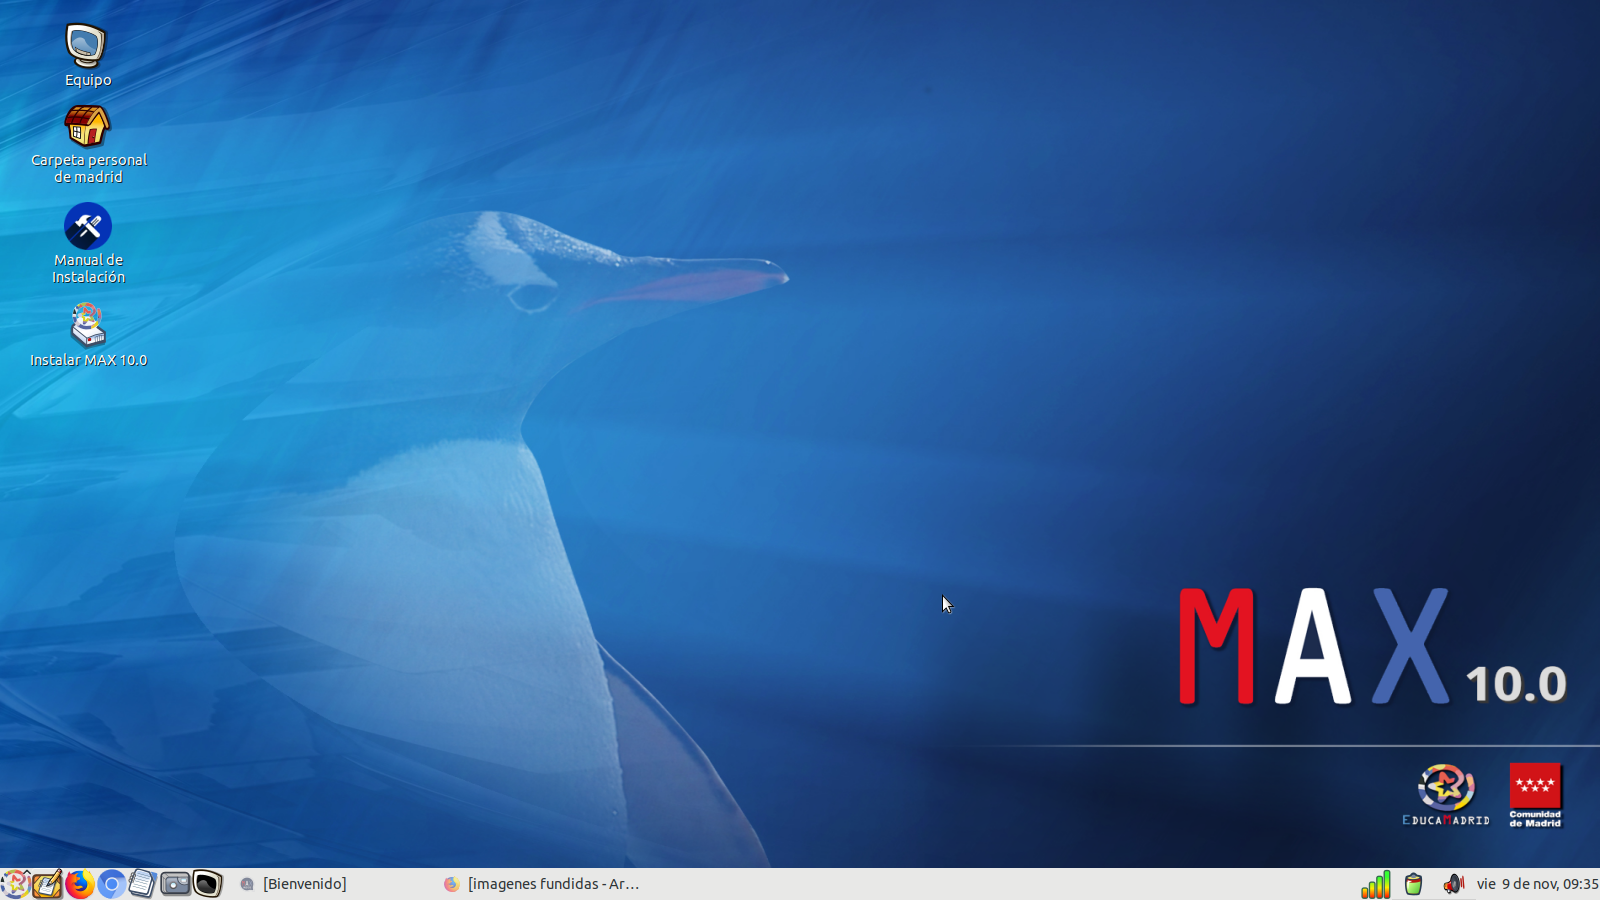 Equipo
Carpeta personal
de madrid
Manual de
Instalación
Instalar MAX 10.0
MAX 10.0
EDUCAMADRID
Comunidad
de Madrid
[Bienvenido]
[imagenes fundidas - Ar…
vie 9 de nov, 09:35